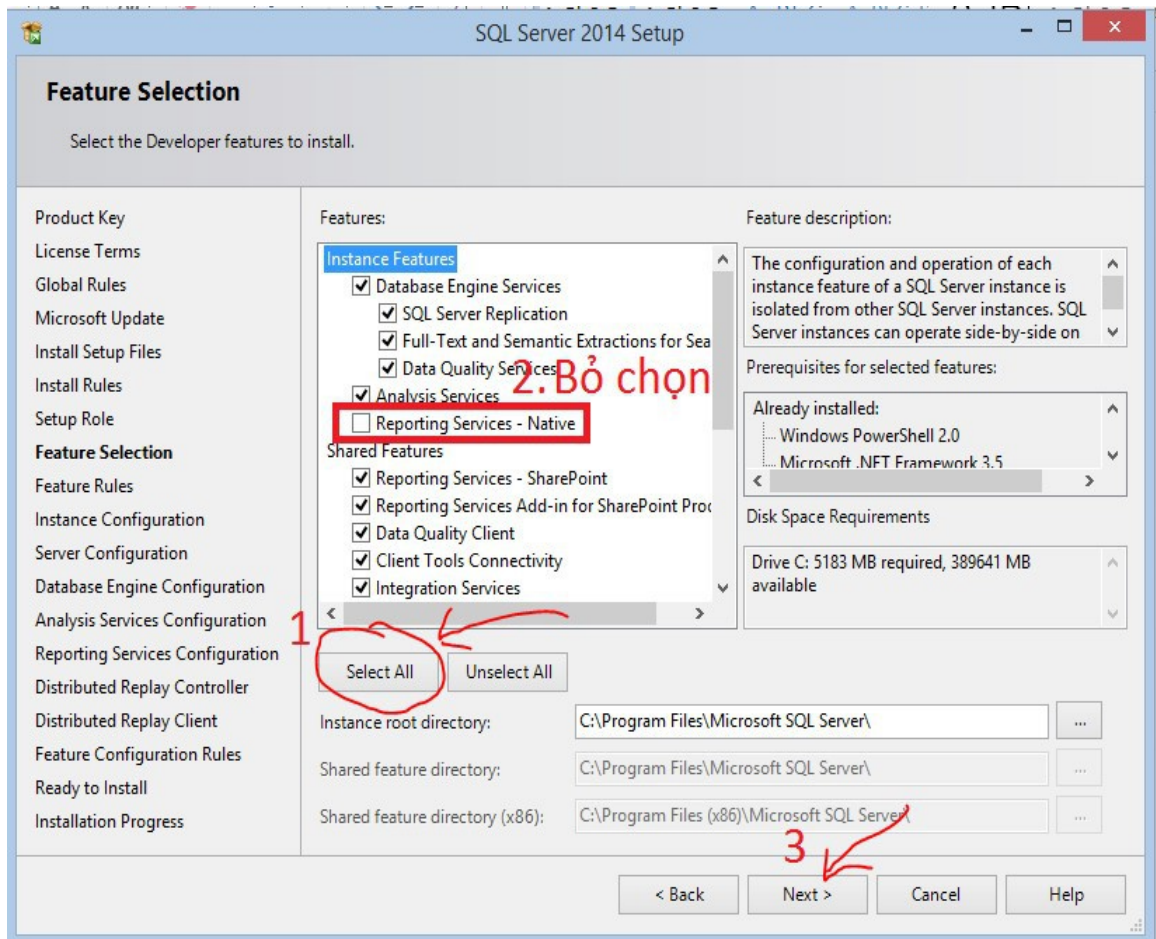 SQL Server 2014 Setup
Feature Selection
Select the Developer features to install.
Product Key
License Terms
Global Rules
Microsoft Update
Install Setup Files
Install Rules
Setup Role
Feature Selection
Feature Rules
Instance Configuration
Server Configuration
Database Engine Configuration
Analysis Services Configuration
Reporting Services Configuration
Distributed Replay Controller
Distributed Replay Client
Feature Configuration Rules
Ready to Install
Installation Progress
Features:
Instance Features
Database Engine Services
SQL Server Replication
Full-Text and Semantic Extractions for Sea
Data Quality Services
2. Bỏ chọn
Analysis Services
Reporting Services - Native
Shared Features
Reporting Services - SharePoint
Reporting Services Add-in for SharePoint Proc
Data Quality Client
Client Tools Connectivity
Integration Services
Feature description:
The configuration and operation of each
instance feature of a SQL Server instance is
isolated from other SQL Server instances. SQL
Server instances can operate side-by-side on
Prerequisites for selected features:
Already installed:
Windows PowerShell 2.0
Microsoft .NET Framework 3.5
Disk Space Requirements
Drive C: 5183 MB required, 389641 MB
available
1
Select All
Unselect All
Instance root directory:
C:\Program Files\Microsoft SQL Server\
...
Shared feature directory:
C:\Program Files\Microsoft SQL Server\
...
Shared feature directory (x86):
C:\Program Files (x86)\Microsoft SQL Server\
...
3
< Back
Next >
Cancel
Help